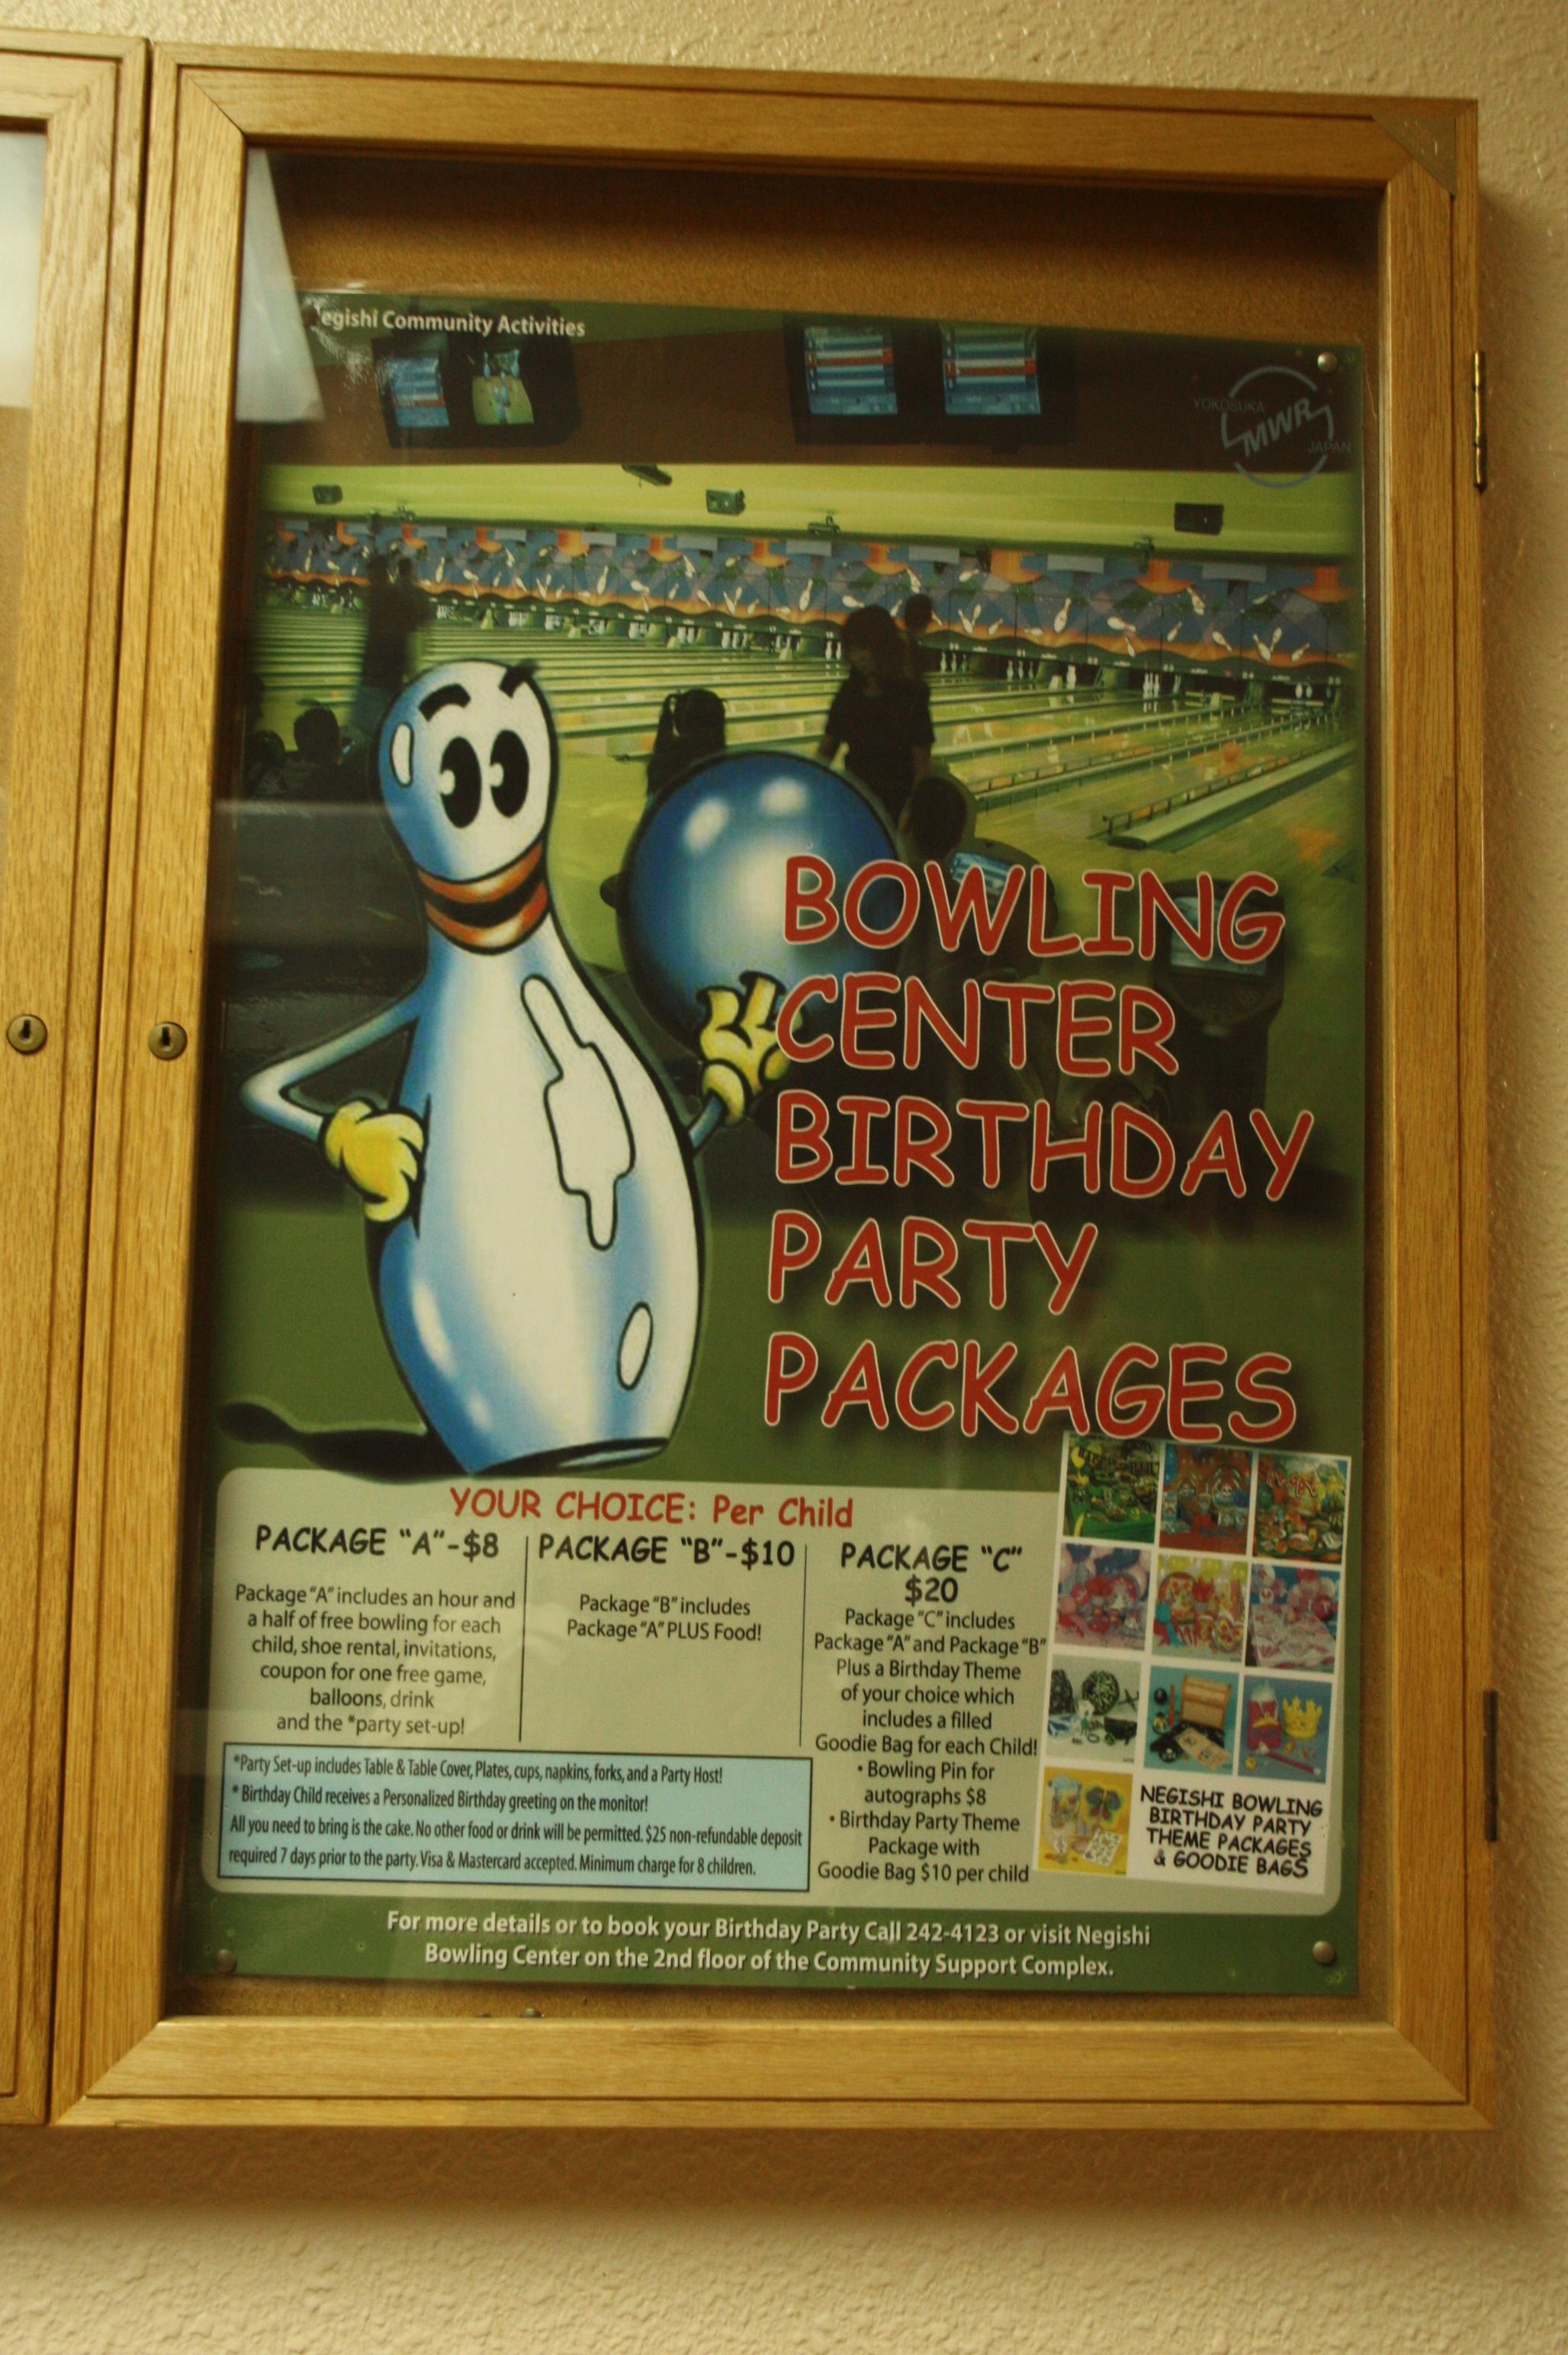 egishi Community Activities
YOKOSUKA
MWR
JAPAN
BOWLING
CENTER
BIRTHDAY
PARTY
PACKAGES
YOUR CHOICE: Per Child
PACKAGE "A"-$8
Package "A" includes an hour and
a half of free bowling for each
child, shoe rental, invitations,
coupon for one free game,
balloons, drink
and the *party set-up!
PACKAGE "B"-$10
Package "B" includes
Package "A" PLUS Food!
PACKAGE "C"
$20
Package "C" includes
Package "A" and Package "B"
Plus a Birthday Theme
of your choice which
includes a filled
Goodie Bag for each Child!
• Bowling Pin for
autographs $8
• Birthday Party Theme
Package with
Goodie Bag $10 per child
*Party Set-up includes Table & Table Cover, Plates, cups, napkins, forks, and a Party Host!
* Birthday Child receives a Personalized Birthday greeting on the monitor!
All you need to bring is the cake. No other food or drink will be permitted. $25 non-refundable deposit
required 7 days prior to the party. Visa & Mastercard accepted. Minimum charge for 8 children.
NEGISHI BOWLING
BIRTHDAY PARTY
THEME PACKAGES
& GOODIE BAGS
For more details or to book your Birthday Party Call 242-4123 or visit Negishi
Bowling Center on the 2nd floor of the Community Support Complex.